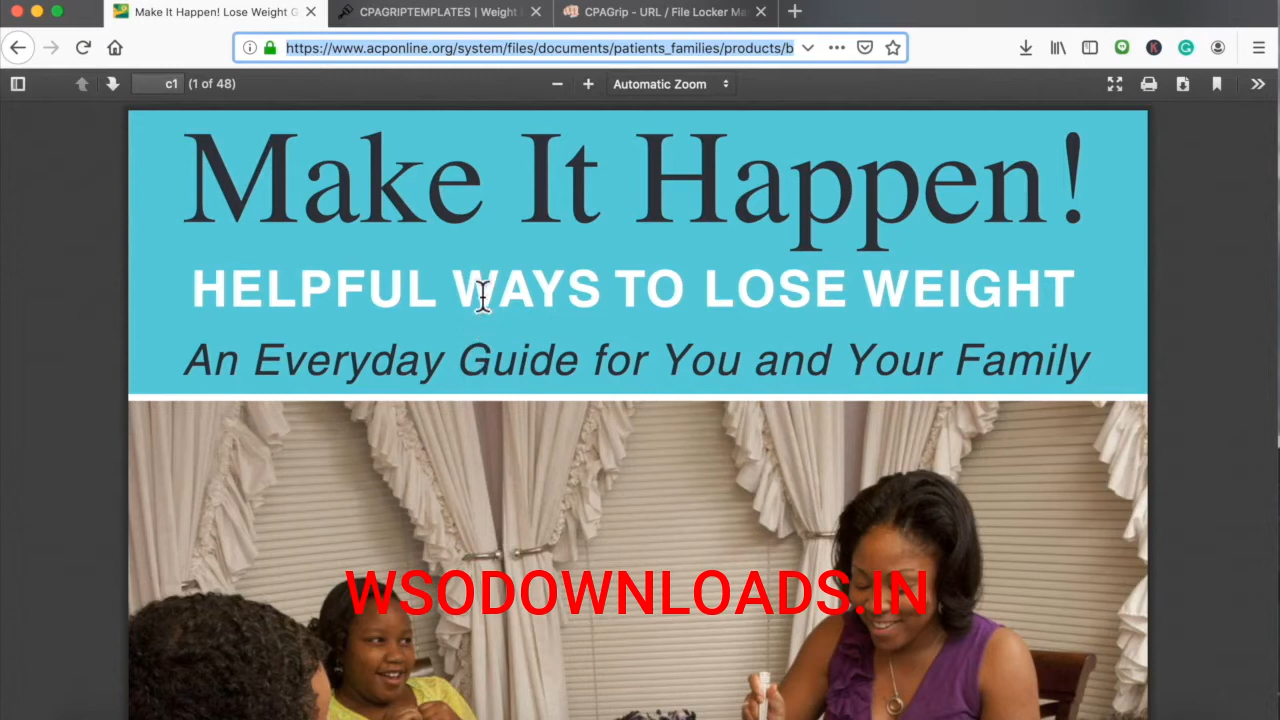 Make It Happen! Lose Weight G
CPAGRIPTEMPLATES | Weight
CPAGrip - URL / File Locker Me
https://www.acponline.org/system/files/documents/patients_families/products/b
c1 (1 of 48)
Automatic Zoom
Make It Happen!
HELPFUL WAYS TO LOSE WEIGHT
An Everyday Guide for You and Your Family
WSODOWNLOADS.IN